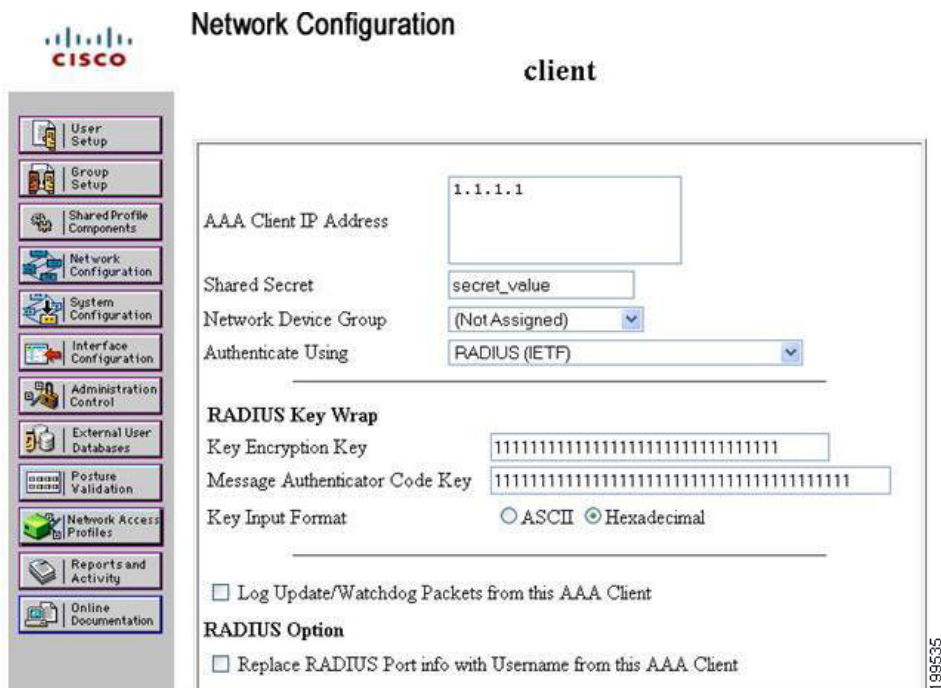 CISCO
Network Configuration
client
User
Setup
Group
Setup
Shared Profile
Components
Network
Configuration
System
Configuration
Interface
Configuration
Administration
Control
External User
Databases
Posture
Validation
Network Access
Profiles
Reports and
Activity
Online
Documentation
AAA Client IP Address
1.1.1.1
Shared Secret
secret_value
Network Device Group
(Not Assigned)
Authenticate Using
RADIUS (IETF)
RADIUS Key Wrap
Key Encryption Key
11111111111111111111111111111111
Message Authenticator Code Key
1111111111111111111111111111111111111111
Key Input Format
ASCII Hexadecimal
Log Update/Watchdog Packets from this AAA Client
RADIUS Option
Replace RADIUS Port info with Username from this AAA Client
199535